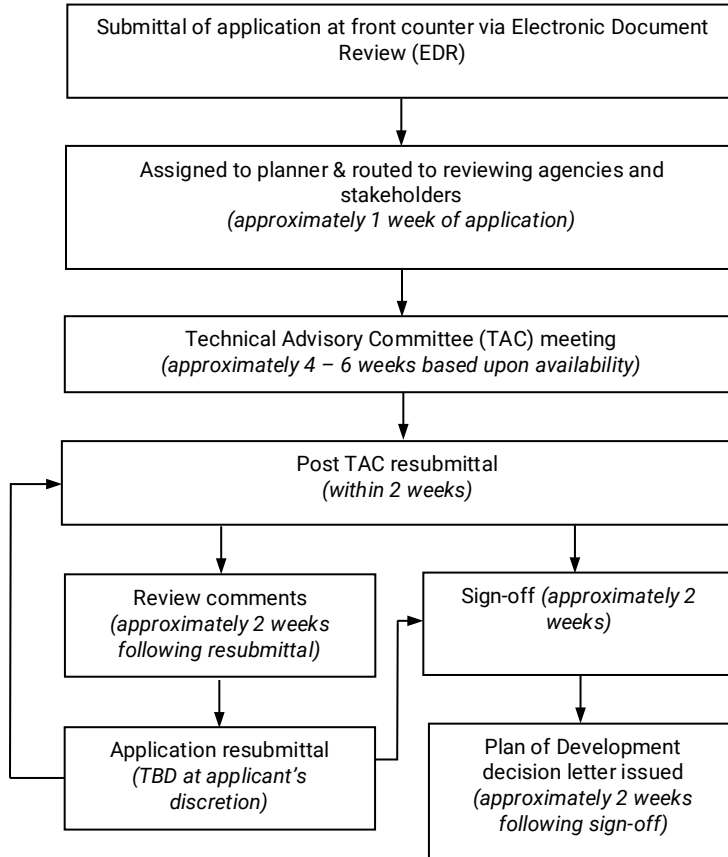 Submittal of application at front counter via Electronic Document
Review (EDR)
Assigned to planner & routed to reviewing agencies and
stakeholders
(approximately 1 week of application)
Technical Advisory Committee (TAC) meeting
(approximately 4 – 6 weeks based upon availability)
Post TAC resubmittal
(within 2 weeks)
Review comments
(approximately 2 weeks
following resubmittal)
Sign-off (approximately 2
weeks)
Application resubmittal
(TBD at applicant’s
discretion)
Plan of Development
decision letter issued
(approximately 2 weeks
following sign-off)